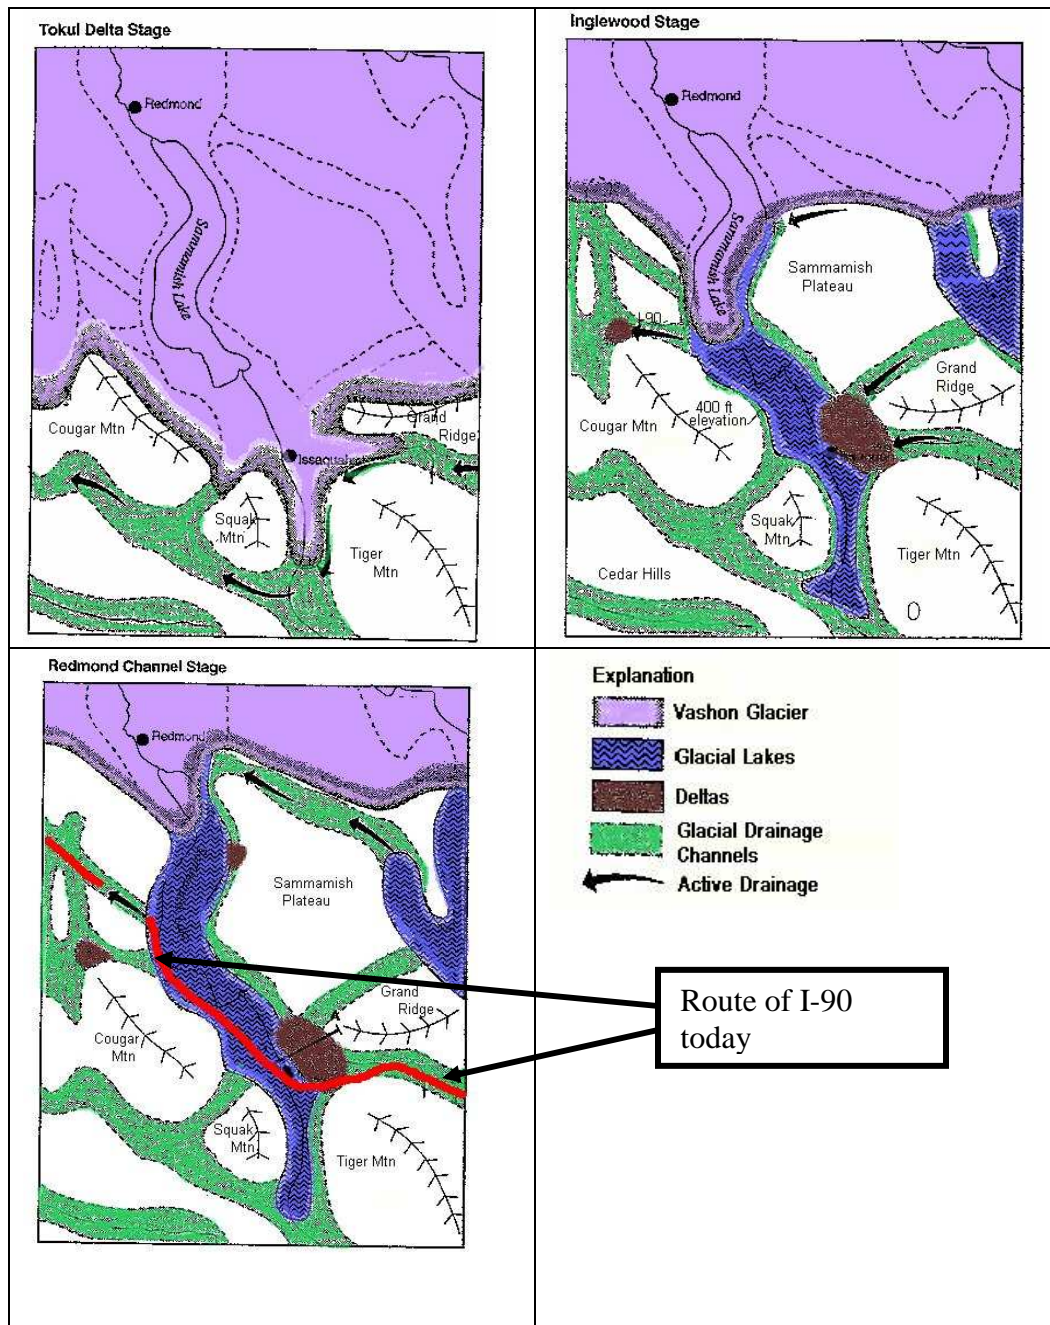 Tokul Delta Stage
Redmond
Sammamish
Lake
Cougar Mtn
Grand
Ridge
Issaquah
Squak
Mtn
Tiger
Mtn
Inglewood Stage
Redmond
Sammamish Lake
Sammamish
Plateau
I-90
Grand
Ridge
400 ft
elevation
Cougar Mtn
Squak
Mtn
Cedar Hills
Tiger Mtn
Redmond Channel Stage
Redmond
Sammamish
Plateau
Grand
Ridge
Cougar
Mtn
Squak
Mtn
Tiger Mtn
Explanation
Vashon Glacier
Glacial Lakes
Deltas
Glacial Drainage
Channels
Active Drainage
Route of I-90
today